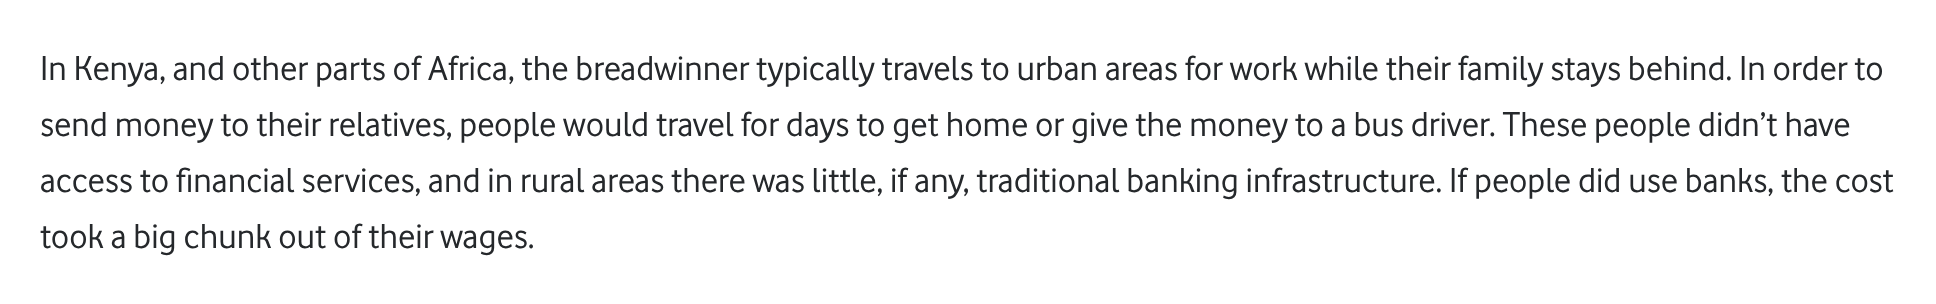 In Kenya, and other parts of Africa, the breadwinner typically travels to urban areas for work while their family stays behind. In order to
send money to their relatives, people would travel for days to get home or give the money to a bus driver. These people didn’t have
access to financial services, and in rural areas there was little, if any, traditional banking infrastructure. If people did use banks, the cost
took a big chunk out of their wages.